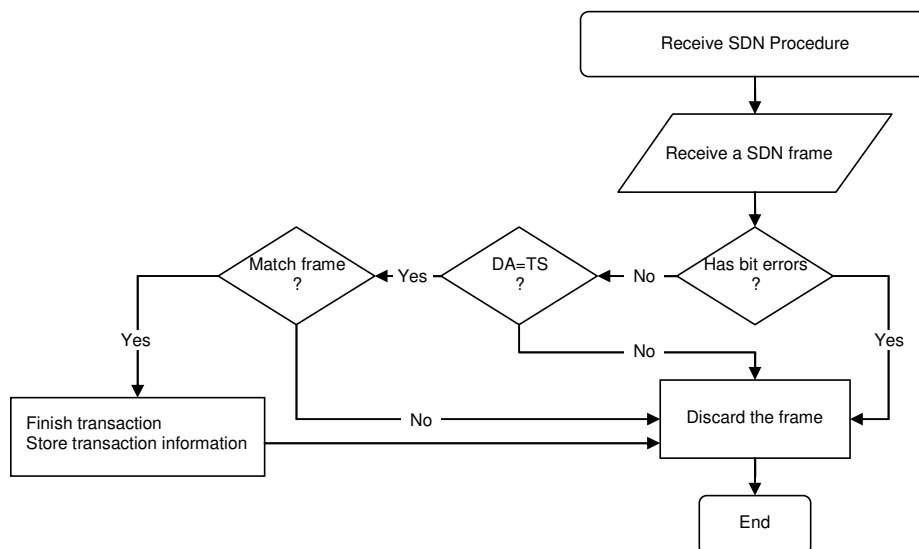 Receive SDN Procedure
Receive a SDN frame
Has bit errors
?
No
Yes
DA=TS
?
Yes
No
Match frame
?
Yes
No
Finish transaction
Store transaction information
Discard the frame
End